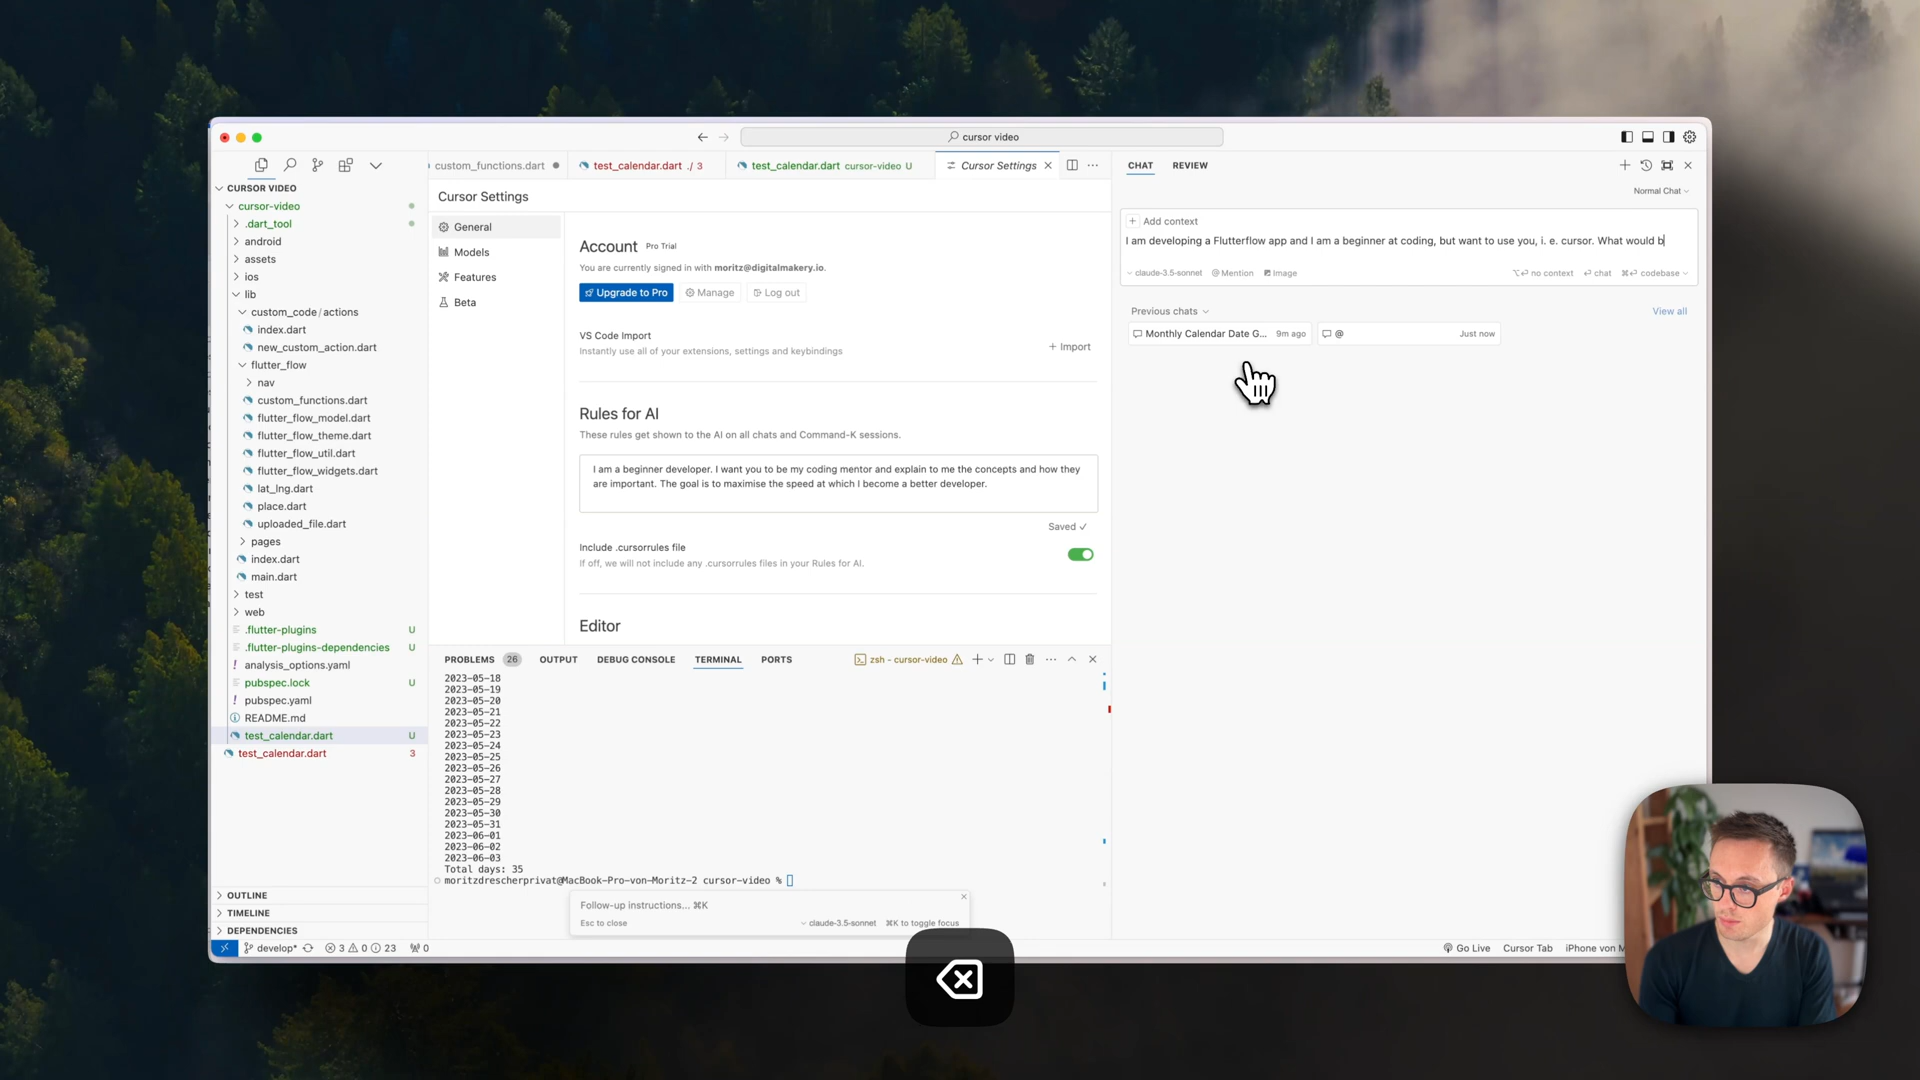 cursor video
custom_functions.dart
test_calendar.dart ./ 3
test_calendar.dart cursor-video U
Cursor Settings
CHAT
REVIEW
Normal Chat
CURSOR VIDEO
cursor-video
.dart_tool
android
assets
ios
lib
custom_code/actions
index.dart
new_custom_action.dart
flutter_flow
nav
custom_functions.dart
flutter_flow_model.dart
flutter_flow_theme.dart
flutter_flow_util.dart
flutter_flow_widgets.dart
lat_lng.dart
place.dart
uploaded_file.dart
pages
index.dart
main.dart
test
web
.flutter-plugins U
.flutter-plugins-dependencies U
analysis_options.yaml
pubspec.lock U
pubspec.yaml
README.md
test_calendar.dart U
test_calendar.dart 3
OUTLINE
TIMELINE
DEPENDENCIES
Cursor Settings
General
Models
Features
Beta
Account Pro Trial
You are currently signed in with moritz@digitalmakery.io.
Upgrade to Pro
Manage
Log out
VS Code Import
Instantly use all of your extensions, settings and keybindings
+ Import
Rules for AI
These rules get shown to the AI on all chats and Command-K sessions.
I am a beginner developer. I want you to be my coding mentor and explain to me the concepts and how they
are important. The goal is to maximise the speed at which I become a better developer.
Saved ✓
Include .cursorrules file
If off, we will not include any .cursorrules files in your Rules for AI.
Editor
PROBLEMS 26
OUTPUT
DEBUG CONSOLE
TERMINAL
PORTS
zsh - cursor-video
2023-05-18
2023-05-19
2023-05-20
2023-05-21
2023-05-22
2023-05-23
2023-05-24
2023-05-25
2023-05-26
2023-05-27
2023-05-28
2023-05-29
2023-05-30
2023-05-31
2023-06-01
2023-06-02
2023-06-03
Total days: 35
moritzdrescherprivat@MacBook-Pro-von-Moritz-2 cursor-video %
Follow-up instructions... ⌘K
Esc to close
claude-3.5-sonnet
⌘K to toggle focus
+ Add context
I am developing a Flutterflow app and I am a beginner at coding, but want to use you, i. e. cursor. What would b
claude-3.5-sonnet
@ Mention
Image
⌥⏎ no context
⏎ chat
⌘⏎ codebase
Previous chats
View all
Monthly Calendar Date G... 9m ago
@ Just now
develop*
3 0 23
0
Go Live
Cursor Tab
iPhone von M